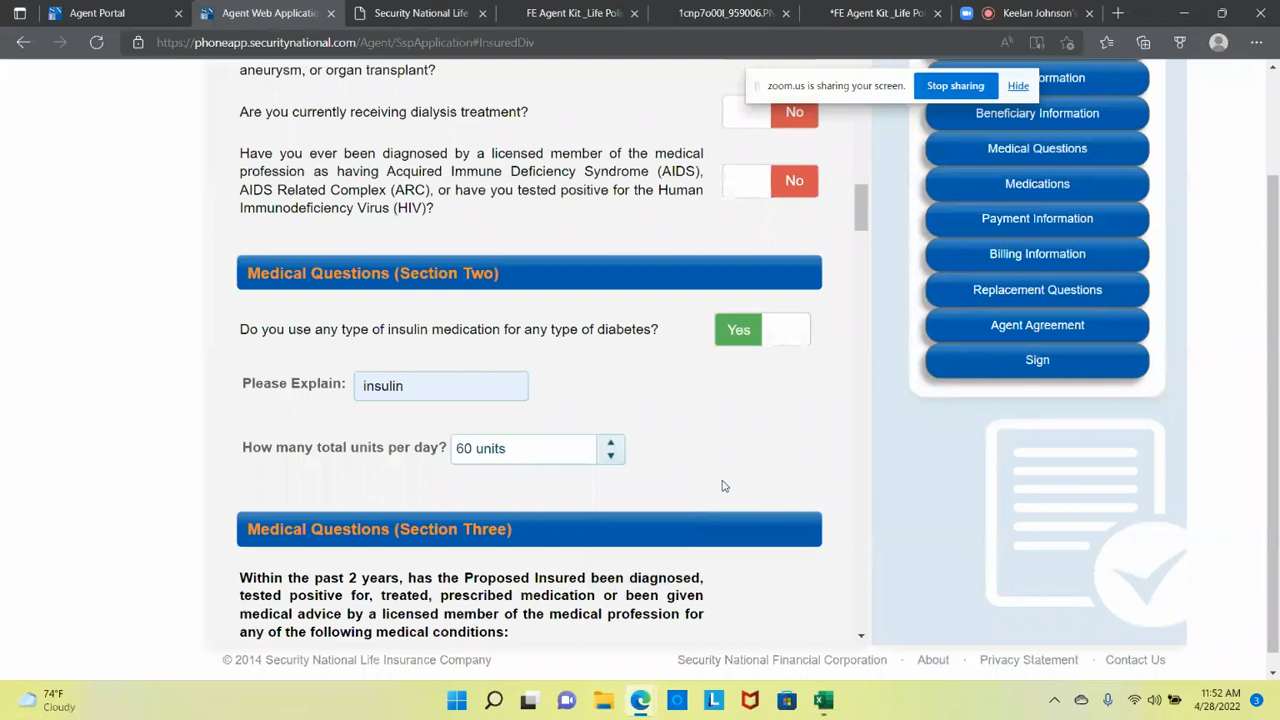 Agent Portal
Agent Web Applicatio
Security National Life
FE Agent Kit _Life Poli
1cnp7o00l_959J06.PN
*FE Agent Kit _Life Po
Keelan Johnson's
https://phoneapp.securitynational.com/Agent/SspApplication#InsuredDiv
zoom.us is sharing your screen.
Stop sharing
Hide
aneurysm, or organ transplant?
Are you currently receiving dialysis treatment?
No
Have you ever been diagnosed by a licensed member of the medical
profession as having Acquired Immune Deficiency Syndrome (AIDS),
No
AIDS Related Complex (ARC), or have you tested positive for the Human
Immunodeficiency Virus (HIV)?
Medical Questions (Section Two)
Do you use any type of insulin medication for any type of diabetes?
Yes
Please Explain:
insulin
How many total units per day?
60 units
Medical Questions (Section Three)
Within the past 2 years, has the Proposed Insured been diagnosed,
tested positive for, treated, prescribed medication or been given
medical advice by a licensed member of the medical profession for
any of the following medical conditions:
ormation
Beneficiary Information
Medical Questions
Medications
Payment Information
Billing Information
Replacement Questions
Agent Agreement
Sign
© 2014 Security National Life Insurance Company
Security National Financial Corporation
About
Privacy Statement
Contact Us
74°F
Cloudy
11:52 AM
4/28/2022
3